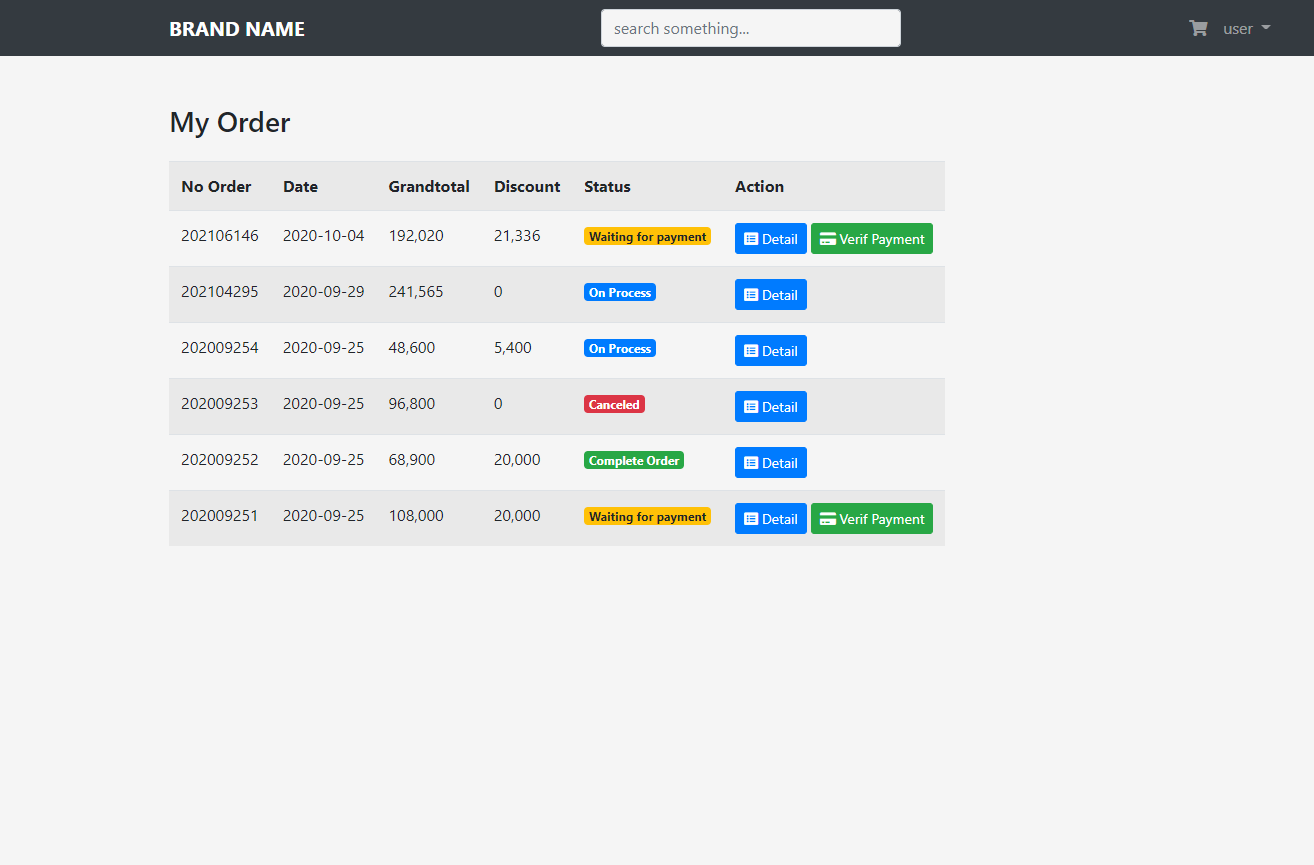 BRAND NAME search something... user
My Order
No Order Date Grandtotal Discount Status Action
202106146 2020-10-04 192,020 21,336 Waiting for payment Detail Verif Payment
202104295 2020-09-29 241,565 0 On Process Detail
202009254 2020-09-25 48,600 5,400 On Process Detail
202009253 2020-09-25 96,800 0 Canceled Detail
202009252 2020-09-25 68,900 20,000 Complete Order Detail
202009251 2020-09-25 108,000 20,000 Waiting for payment Detail Verif Payment